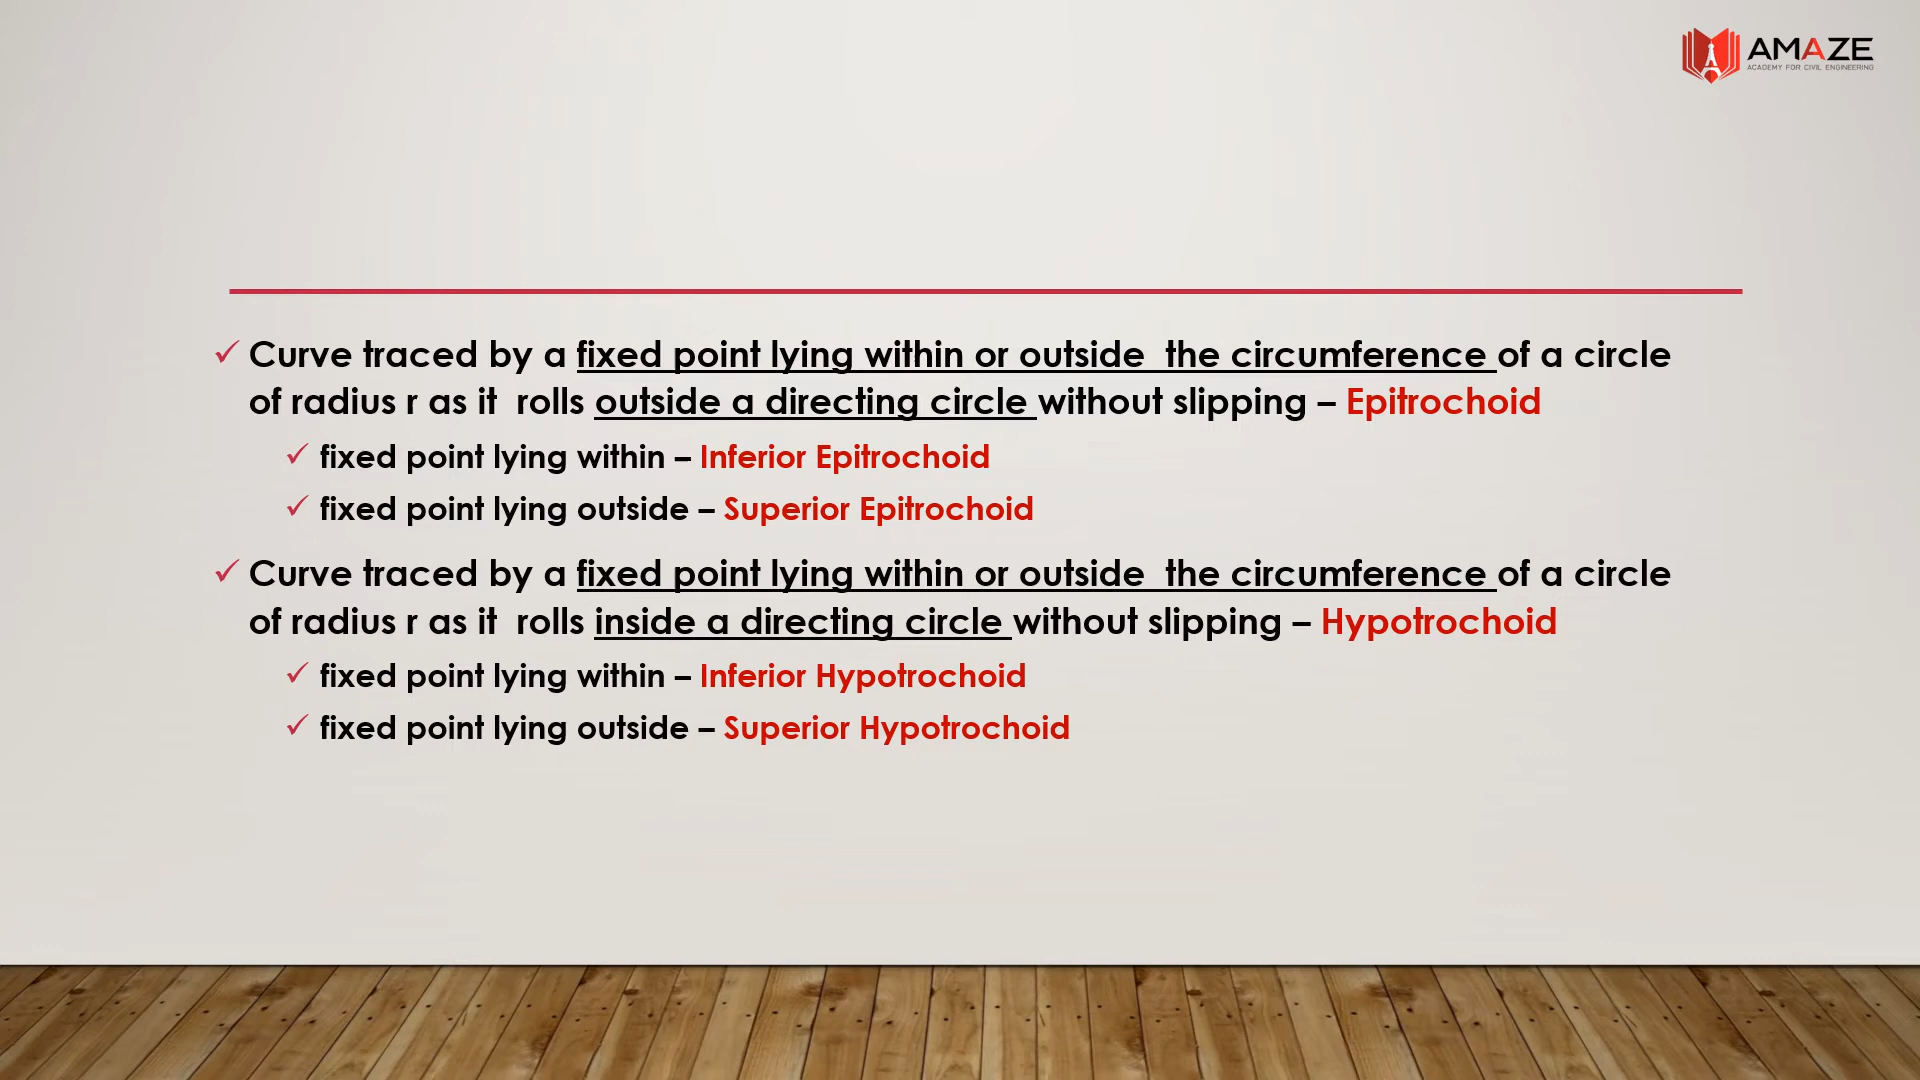 AMAZE
ACADEMY FOR CIVIL ENGINEERING
✓ Curve traced by a fixed point lying within or outside the circumference of a circle
of radius r as it rolls outside a directing circle without slipping – Epitrochoid
✓ fixed point lying within – Inferior Epitrochoid
✓ fixed point lying outside – Superior Epitrochoid
✓ Curve traced by a fixed point lying within or outside the circumference of a circle
of radius r as it rolls inside a directing circle without slipping – Hypotrochoid
✓ fixed point lying within – Inferior Hypotrochoid
✓ fixed point lying outside – Superior Hypotrochoid